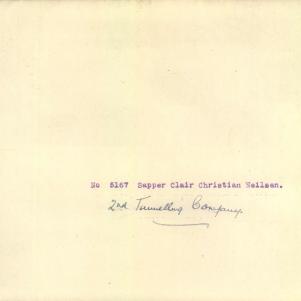 No 5167 Sapper Clair Christian Neilsen.
2nd Tunnelling Company